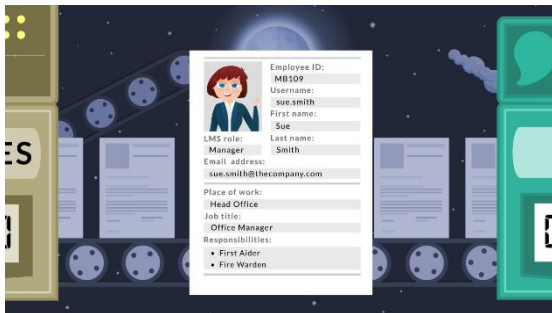 Employee ID:
MB109
Username:
sue.smith
First name:
Sue
LMS role:
Last name:
Manager
Smith
Email address:
sue.smith@thecompany.com
Place of work:
Head Office
Job title:
Office Manager
Responsibilities:
• First Aider
• Fire Warden
ES